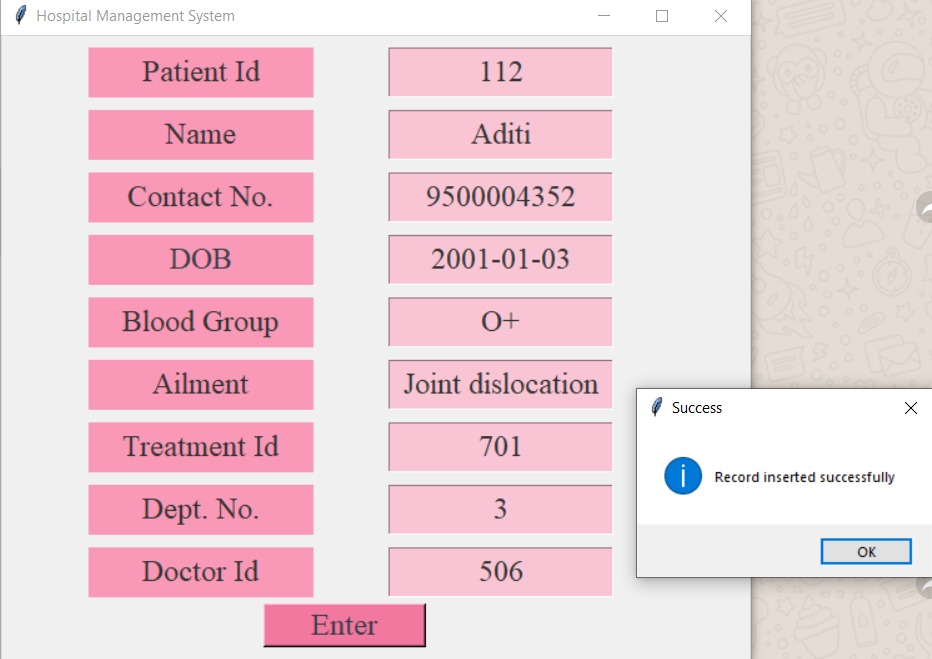 Hospital Management System
Patient Id 112
Name Aditi
Contact No. 9500004352
DOB 2001-01-03
Blood Group O+
Ailment Joint dislocation
Treatment Id 701
Dept. No. 3
Doctor Id 506
Enter
Success
Record inserted successfully
OK